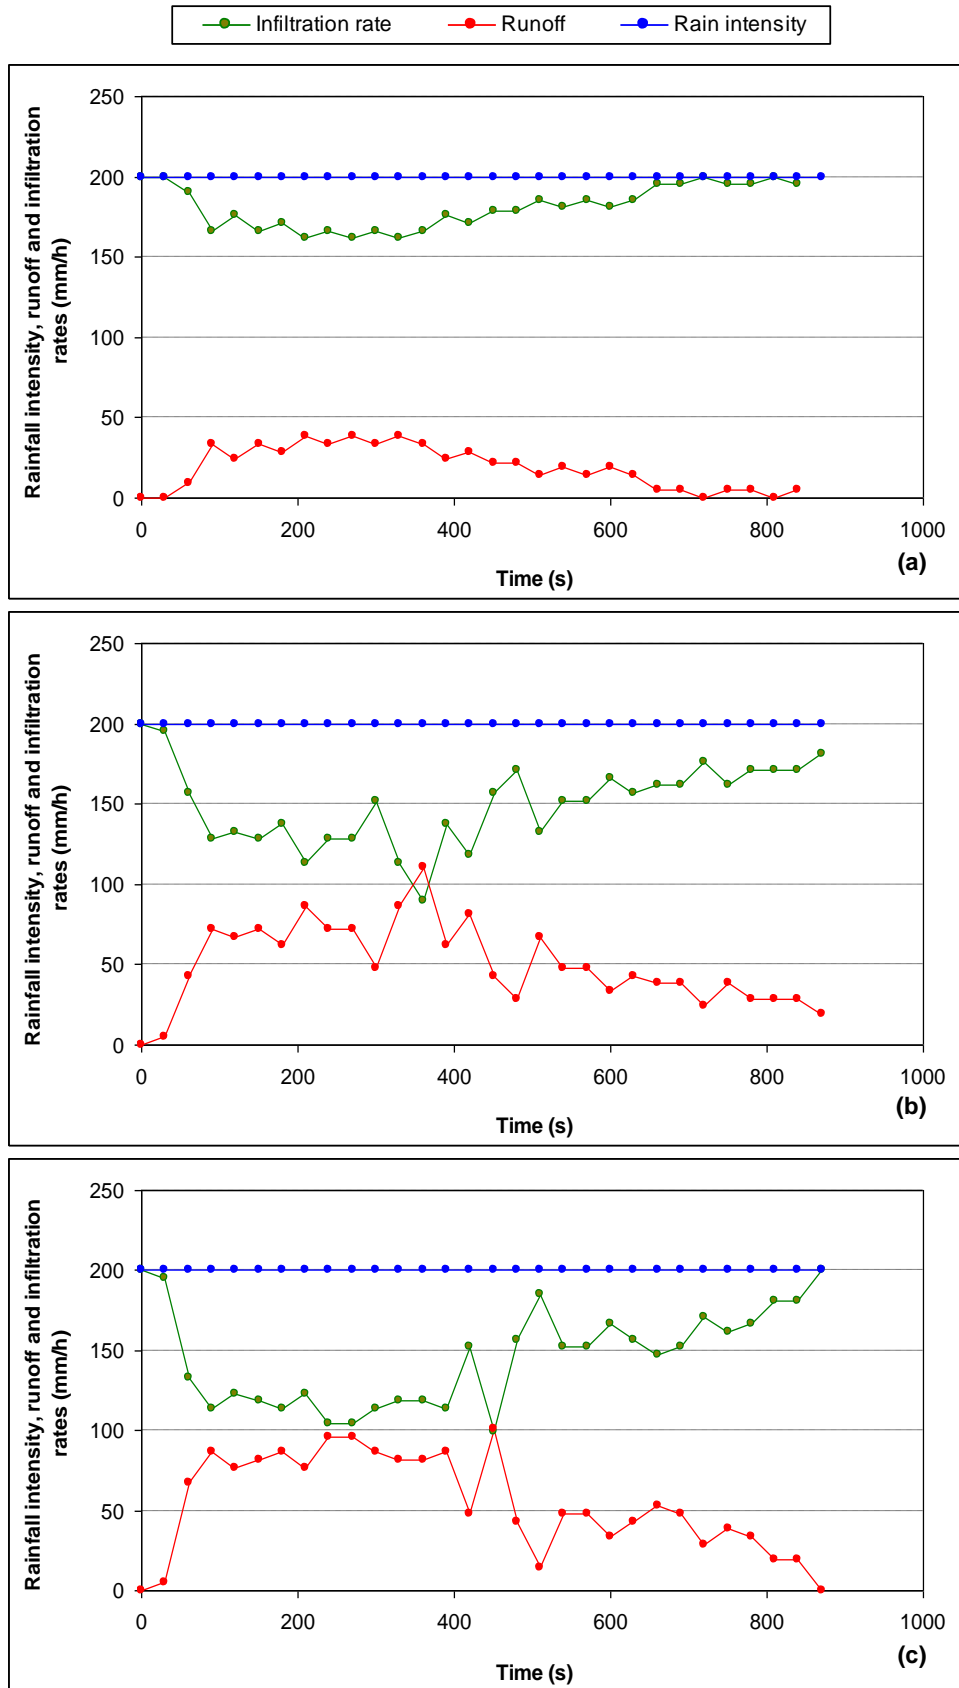 Infiltration rate Runoff Rain intensity
Rainfall intensity, runoff and infiltration
rates (mm/h)
250
200
150
100
50
0
0 200 400 600 800 1000
(a)
Time (s)
Rainfall intensity, runoff and infiltration
rates (mm/h)
250
200
150
100
50
0
0 200 400 600 800 1000
(b)
Time (s)
Rainfall intensity, runoff and infiltration
rates (mm/h)
250
200
150
100
50
0
0 200 400 600 800 1000
(c)
Time (s)